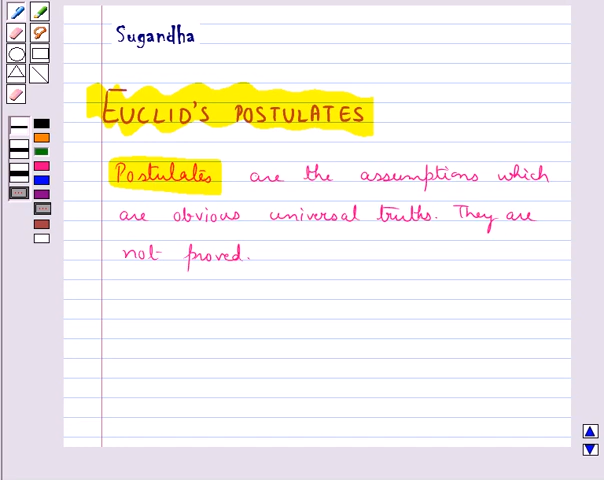 Sugandha
EUCLID'S POSTULATES
Postulates are the assumptions which
are obvious universal truths. They are
not proved.